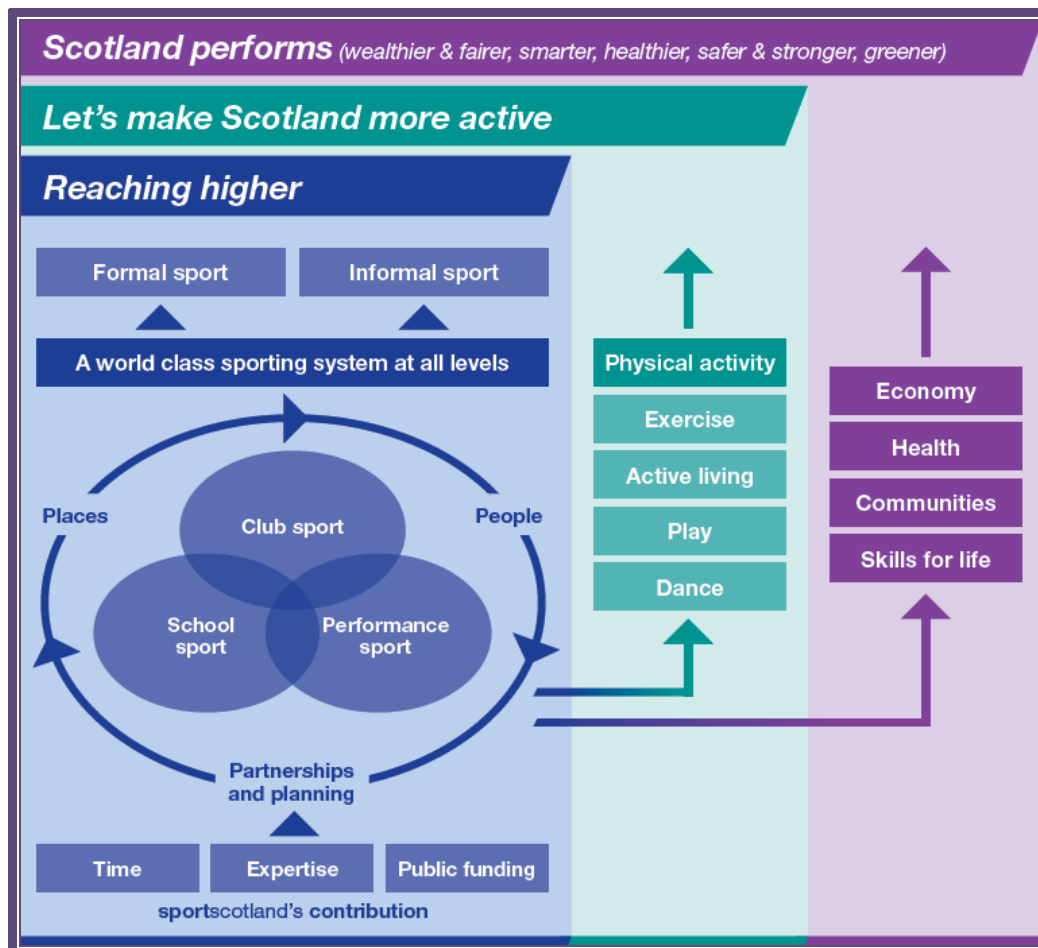 Scotland performs (wealthier & fairer, smarter, healthier, safer & stronger, greener)
Let's make Scotland more active
Reaching higher
Formal sport
Informal sport
A world class sporting system at all levels
Places
People
Club sport
School
sport
Performance
sport
Partnerships
and planning
Time
Expertise
Public funding
sportscotland's contribution
Physical activity
Exercise
Active living
Play
Dance
Economy
Health
Communities
Skills for life